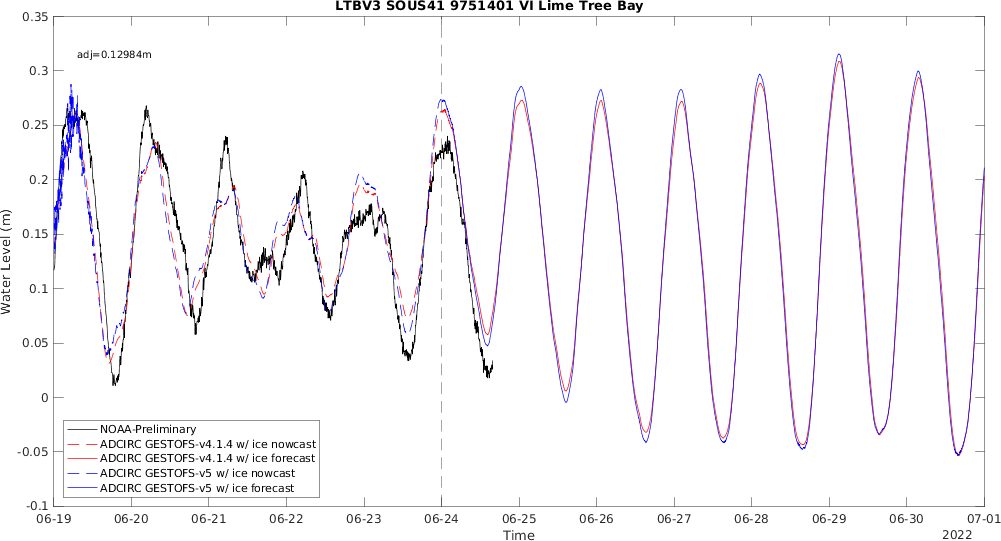 LTBV3 SOUS41 9751401 VI Lime Tree Bay
adj=0.12984m
Water Level (m)
0.35
0.3
0.25
0.2
0.15
0.1
0.05
0
-0.05
-0.1
NOAA-Preliminary
ADCIRC GESTOFS-v4.1.4 w/ ice nowcast
ADCIRC GESTOFS-v4.1.4 w/ ice forecast
ADCIRC GESTOFS-v5 w/ ice nowcast
ADCIRC GESTOFS-v5 w/ ice forecast
06-19 06-20 06-21 06-22 06-23 06-24 06-25 06-26 06-27 06-28 06-29 06-30 07-01
Time
2022